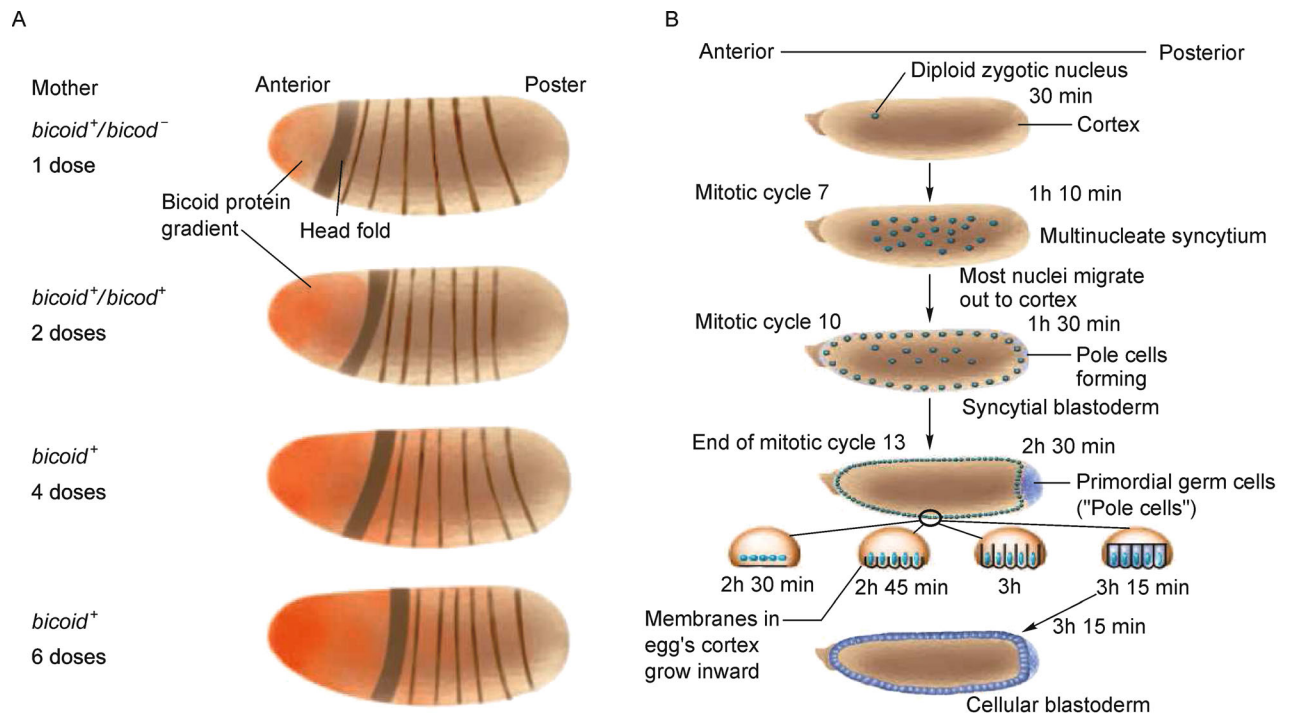 A
Mother
Anterior
Poster
bicoid+/bicod−
1 dose
Bicoid protein
gradient
Head fold
bicoid+/bicod+
2 doses
bicoid+
4 doses
bicoid+
6 doses
B
Anterior
Posterior
Diploid zygotic nucleus
30 min
Cortex
Mitotic cycle 7
1h 10 min
Multinucleate syncytium
Most nuclei migrate
out to cortex
Mitotic cycle 10
1h 30 min
Pole cells
forming
Syncytial blastoderm
End of mitotic cycle 13
2h 30 min
Primordial germ cells
("Pole cells")
2h 30 min
2h 45 min
3h
3h 15 min
Membranes in
egg's cortex
grow inward
3h 15 min
Cellular blastoderm